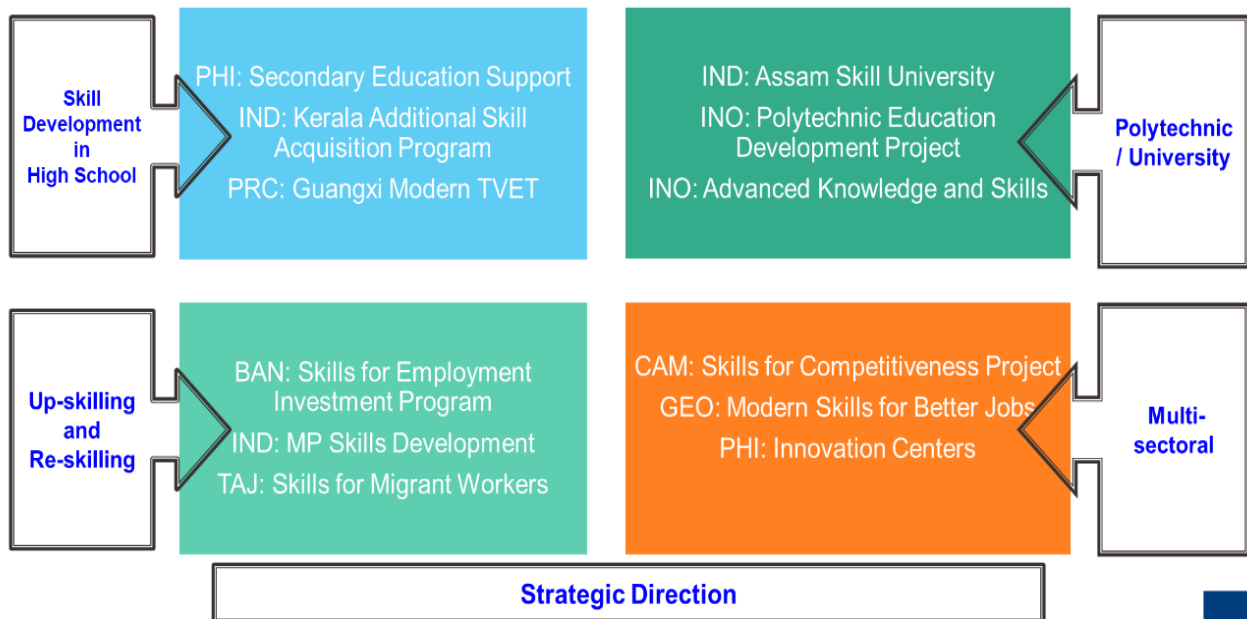 Skill
Development
in
High School
PHI: Secondary Education Support
IND: Kerala Additional Skill
Acquisition Program
PRC: Guangxi Modern TVET
IND: Assam Skill University
INO: Polytechnic Education
Development Project
INO: Advanced Knowledge and Skills
Polytechnic
/ University
Up-skilling
and
Re-skilling
BAN: Skills for Employment
Investment Program
IND: MP Skills Development
TAJ: Skills for Migrant Workers
CAM: Skills for Competitiveness Project
GEO: Modern Skills for Better Jobs
PHI: Innovation Centers
Multi-
sectoral
Strategic Direction